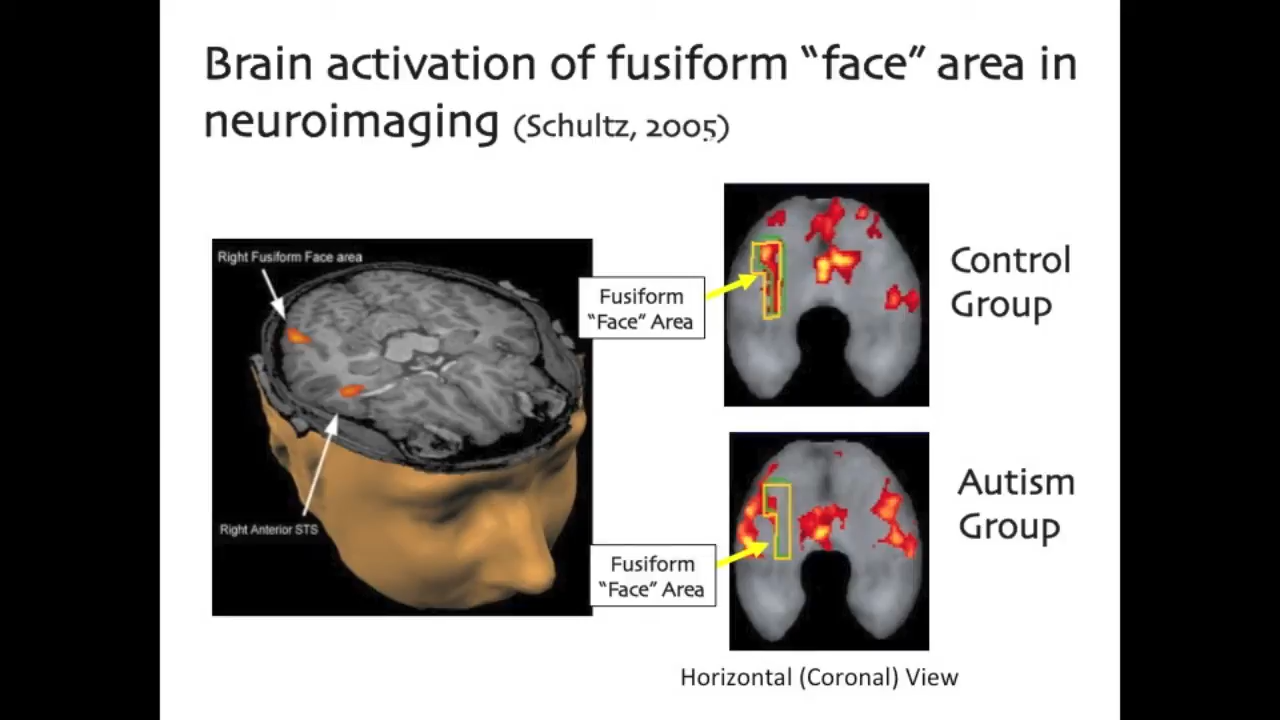 Brain activation of fusiform “face” area in
neuroimaging (Schultz, 2005)
Right Fusiform Face area
Right Anterior STS
Fusiform
“Face” Area
Control
Group
Fusiform
“Face” Area
Autism
Group
Horizontal (Coronal) View